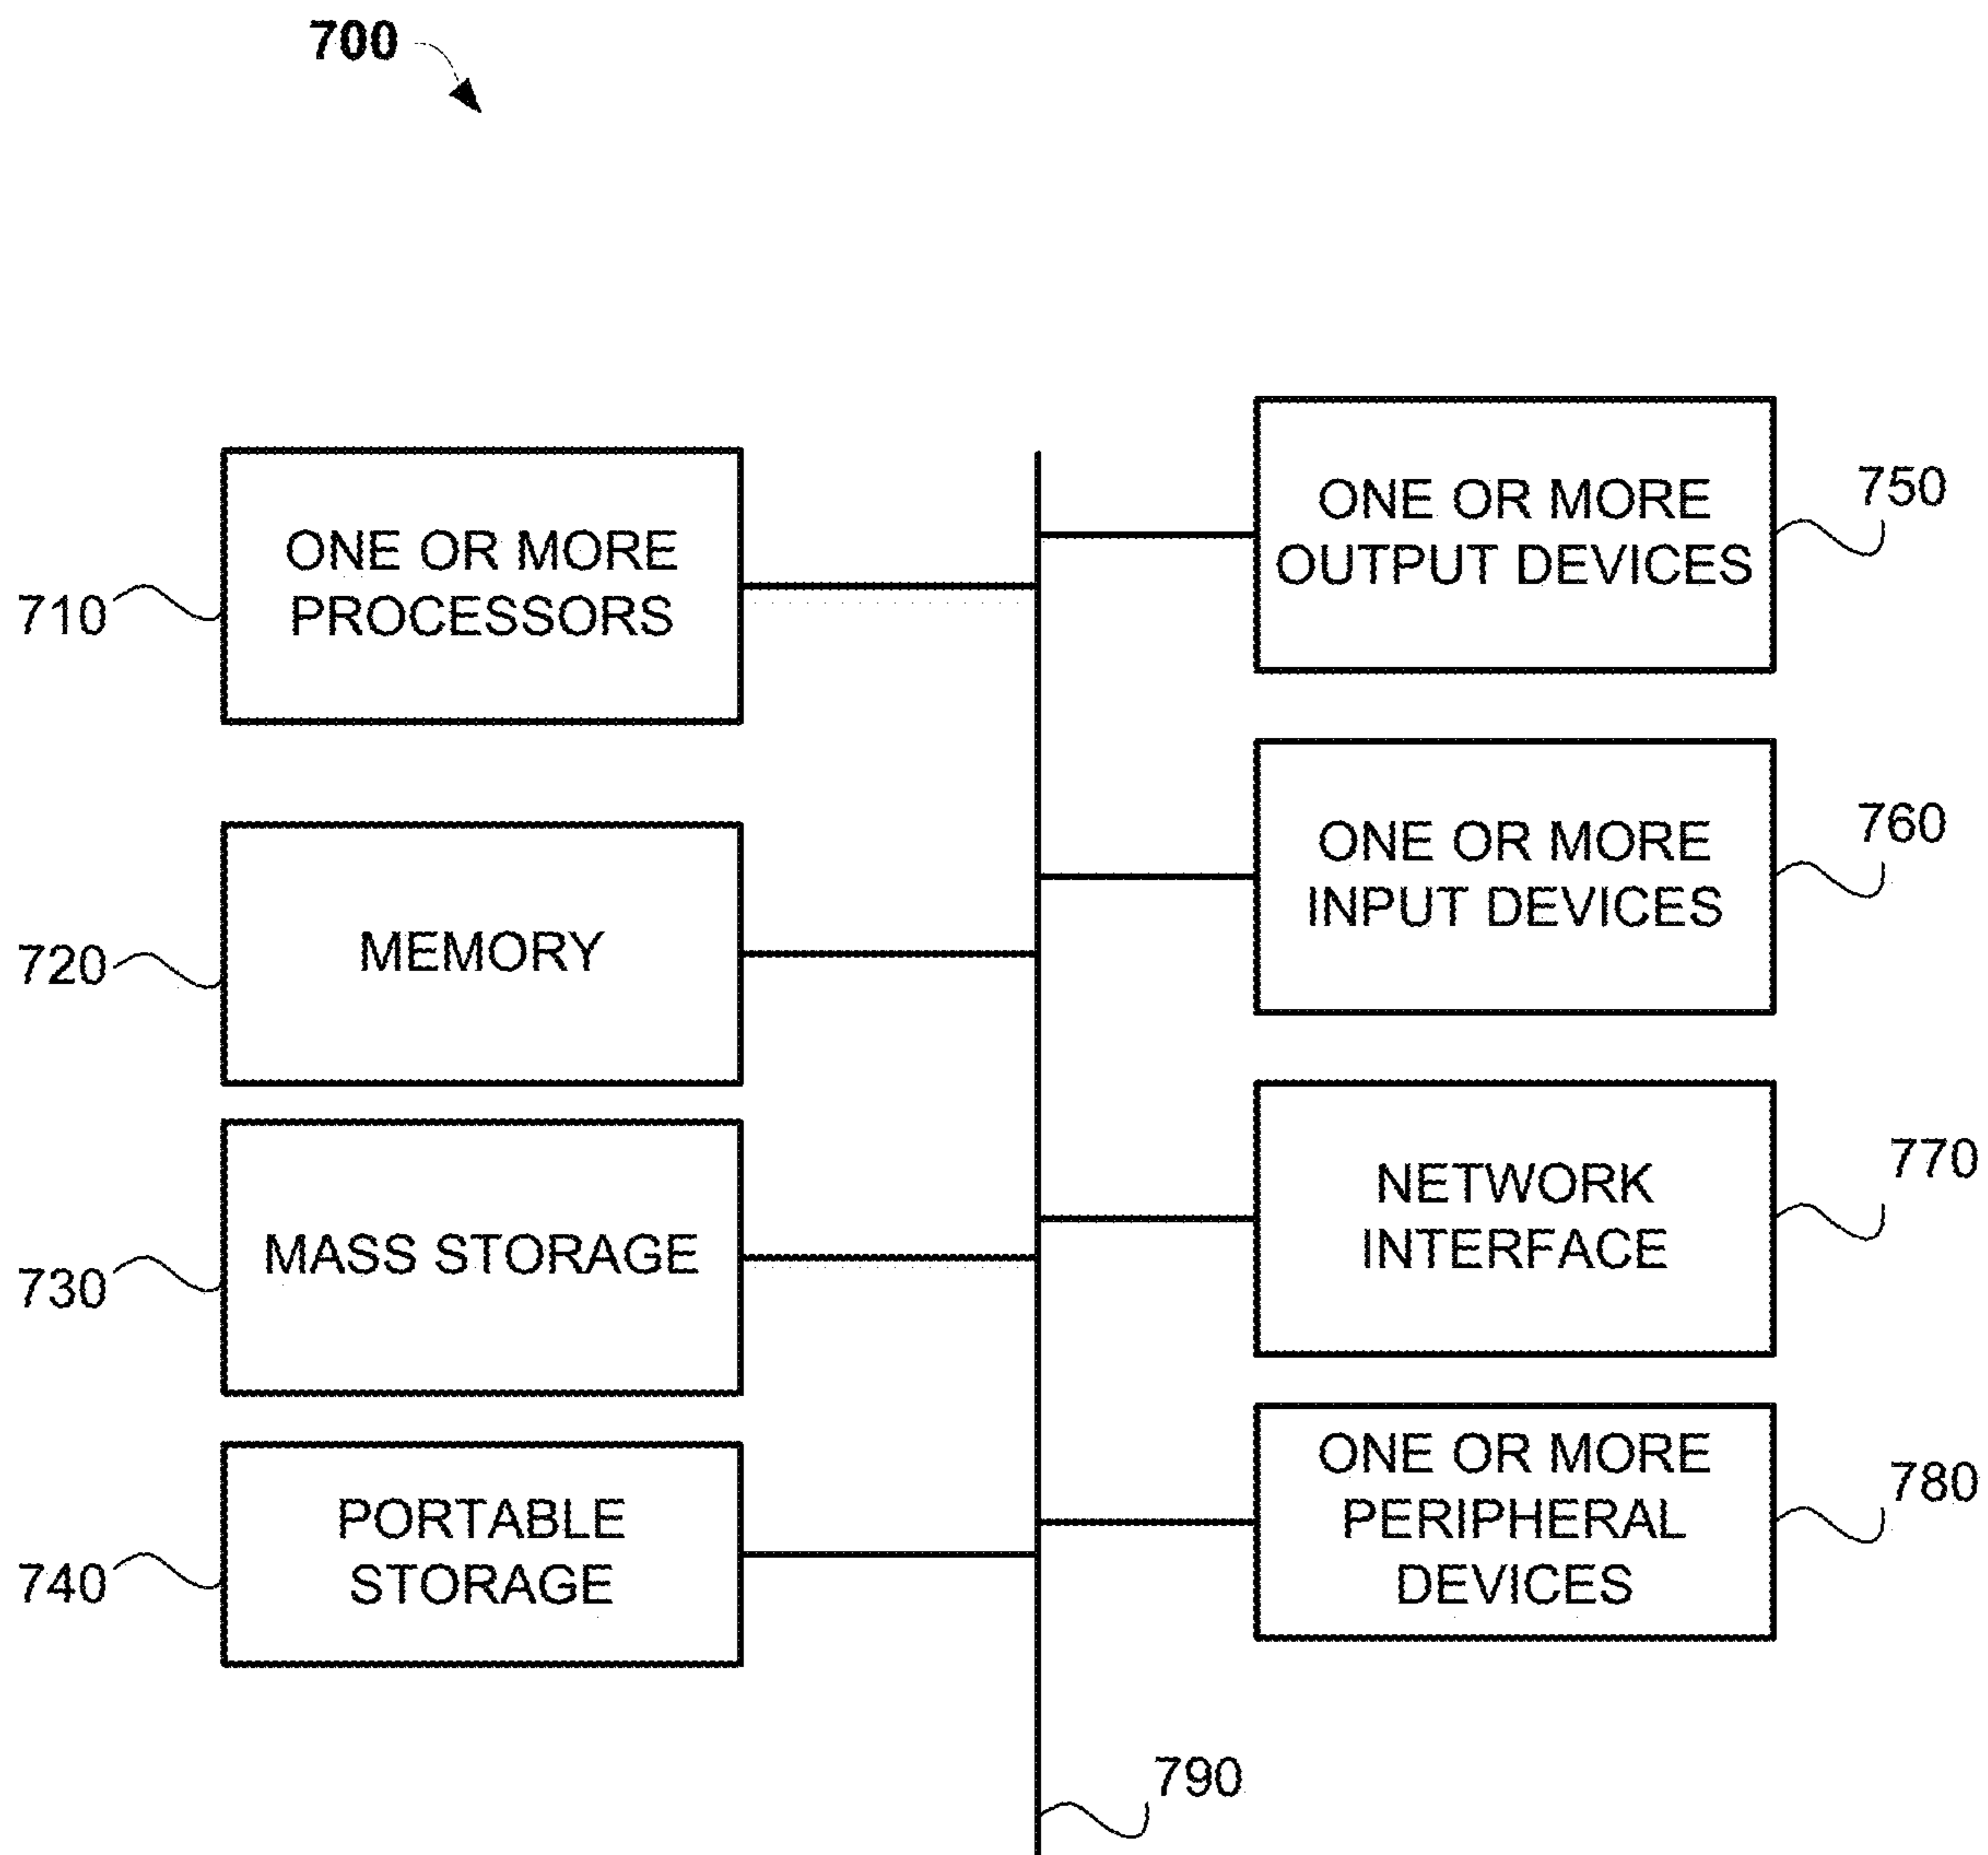 700
ONE OR MORE
PROCESSORS
710
MEMORY
720
MASS STORAGE
730
PORTABLE
STORAGE
740
ONE OR MORE
OUTPUT DEVICES
750
ONE OR MORE
INPUT DEVICES
760
NETWORK
INTERFACE
770
ONE OR MORE
PERIPHERAL
DEVICES
780
790